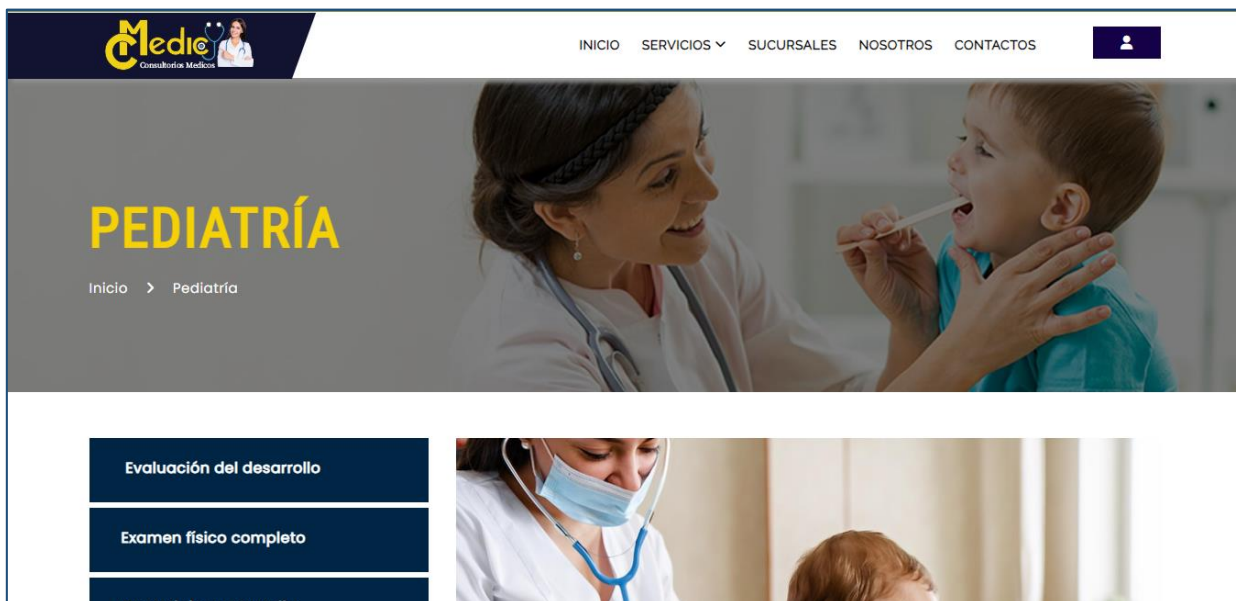 Medic
Consultorios Medicos
INICIO SERVICIOS SUCURSALES NOSOTROS CONTACTOS
PEDIATRÍA
Inicio > Pediatría
Evaluación del desarrollo
Examen físico completo